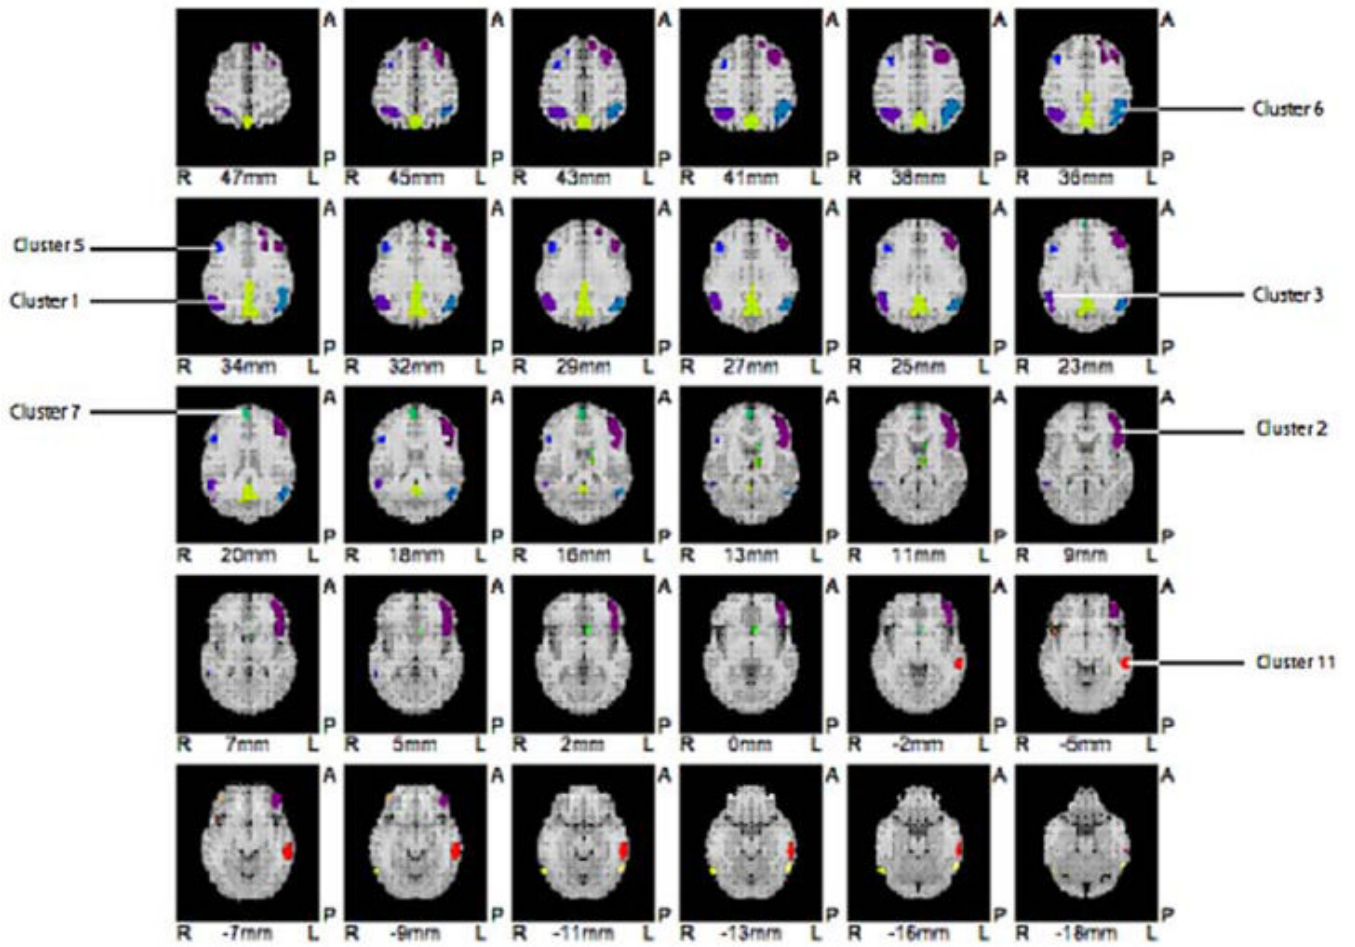 A A A A A A
Cluster 6
P P P P P P
R 47mm L R 45mm L R 43mm L R 41mm L R 38mm L R 36mm L
A A A A A A
Cluster 5
Cluster 1
Cluster 3
P P P P P P
R 34mm L R 32mm L R 29mm L R 27mm L R 25mm L R 23mm L
A A A A A A
Cluster 7
Cluster 2
P P P P P P
R 20mm L R 18mm L R 16mm L R 13mm L R 11mm L R 9mm L
A A A A A A
Cluster 11
P P P P P P
R 7mm L R 5mm L R 2mm L R 0mm L R -2mm L R -5mm L
A A A A A A
P P P P P P
R -7mm L R -9mm L R -11mm L R -13mm L R -16mm L R -18mm L